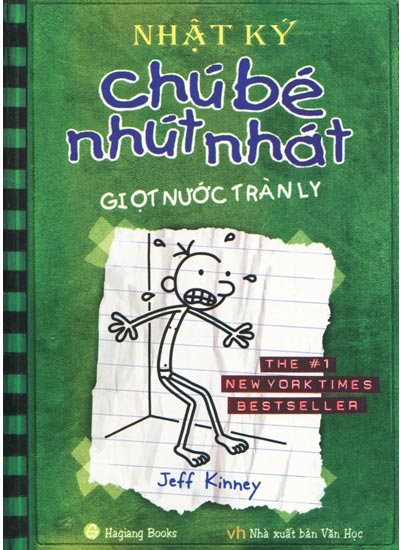 NHẬT KÝ
chú bé
nhút nhát
GIỌT NƯỚC TRÀN LY
THE #1
NEW YORK TIMES
BESTSELLER
Jeff Kinney
Hagiang Books
vh Nhà xuất bản Văn Học